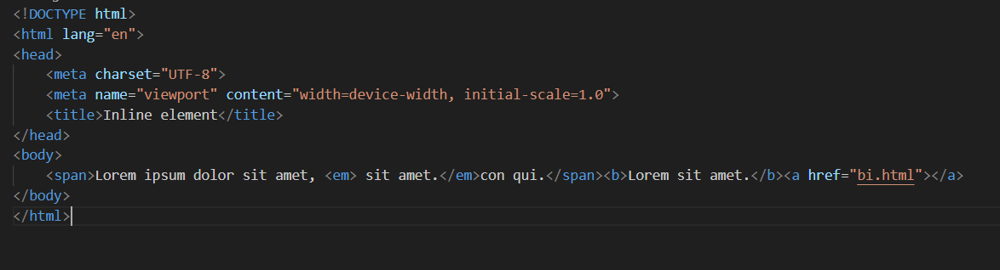 <!DOCTYPE html>
<html lang="en">
<head>
    <meta charset="UTF-8">
    <meta name="viewport" content="width=device-width, initial-scale=1.0">
    <title>Inline element</title>
</head>
<body>
    <span>Lorem ipsum dolor sit amet, <em> sit amet.</em>con qui.</span><b>Lorem sit amet.</b><a href="bi.html"></a>
</body>
</html>